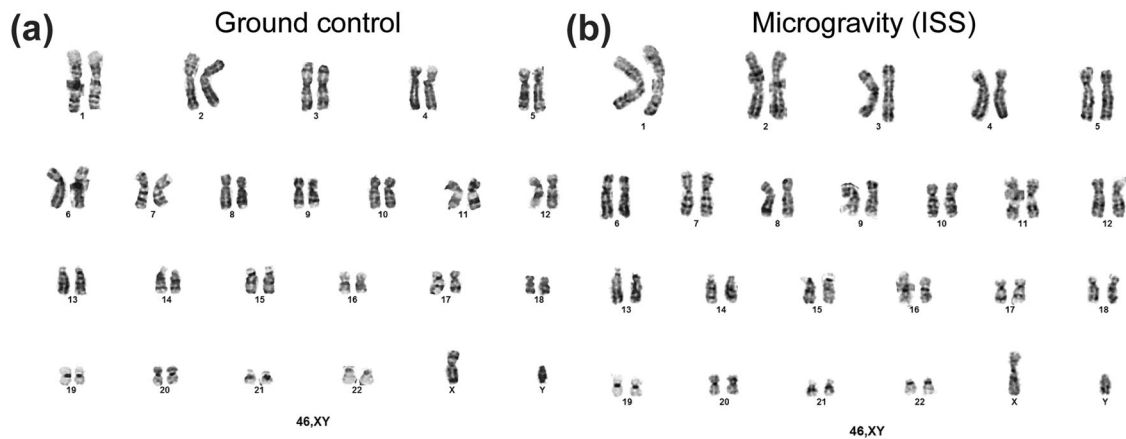 (a) Ground control
1 2 3 4 5
6 7 8 9 10 11 12
13 14 15 16 17 18
19 20 21 22 X Y
46,XY
(b) Microgravity (ISS)
1 2 3 4 5
6 7 8 9 10 11 12
13 14 15 16 17 18
19 20 21 22 X Y
46,XY